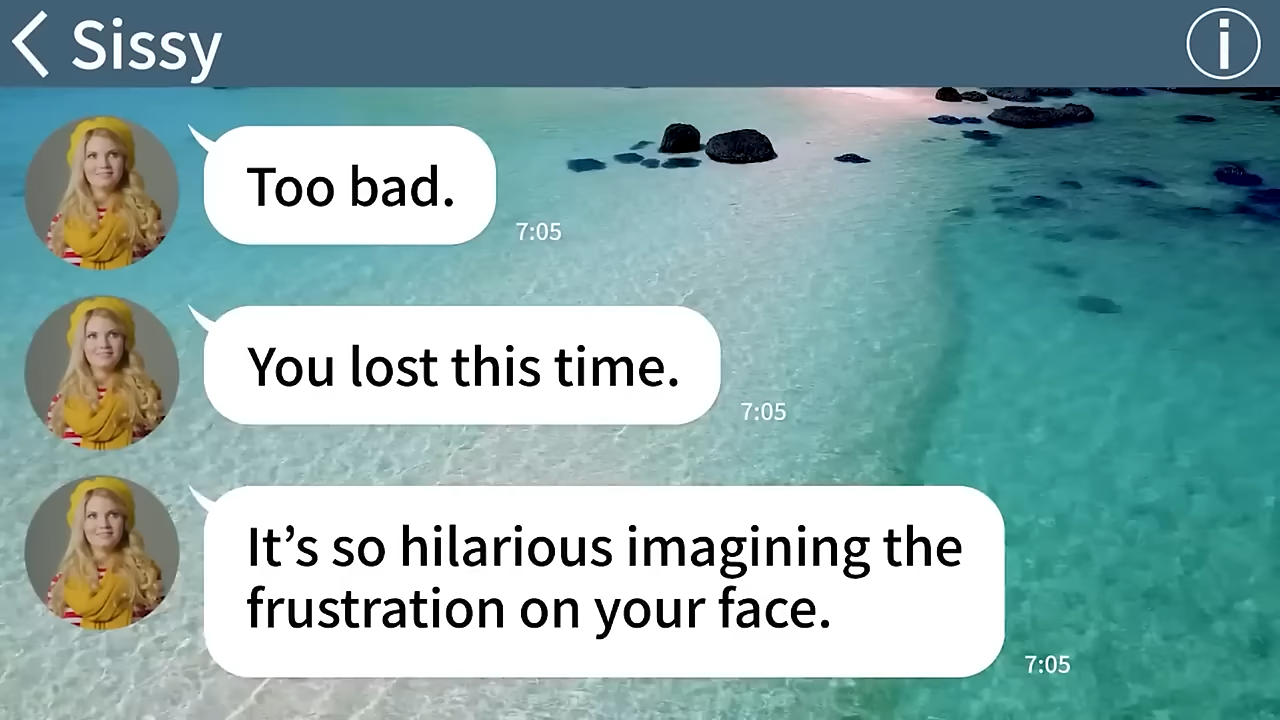 Sissy
Too bad.
7:05
You lost this time.
7:05
It’s so hilarious imagining the
frustration on your face.
7:05